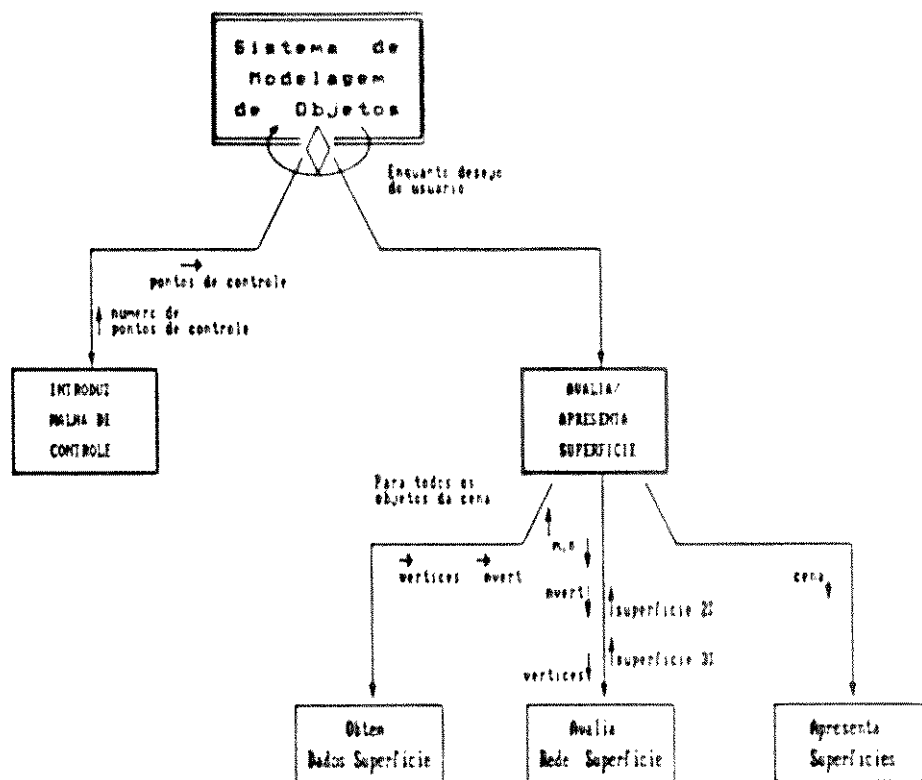 Sistema de
Modelagem
de Objetos
Enquanto desejo
do usuario
pontos de controle
numero de
pontos de controle
INTRODUZ
MALHA DE
CONTROLE
AVALIA/
APRESENTA
SUPERFICIE
Para todos os
objetos da cena
m,n
vertices nvert
cena
nvert
superficie 2D
superficie 3D
vertices
Obtem
Dados Superficie
Avalia
Rede Superficie
Apresenta
Superficies